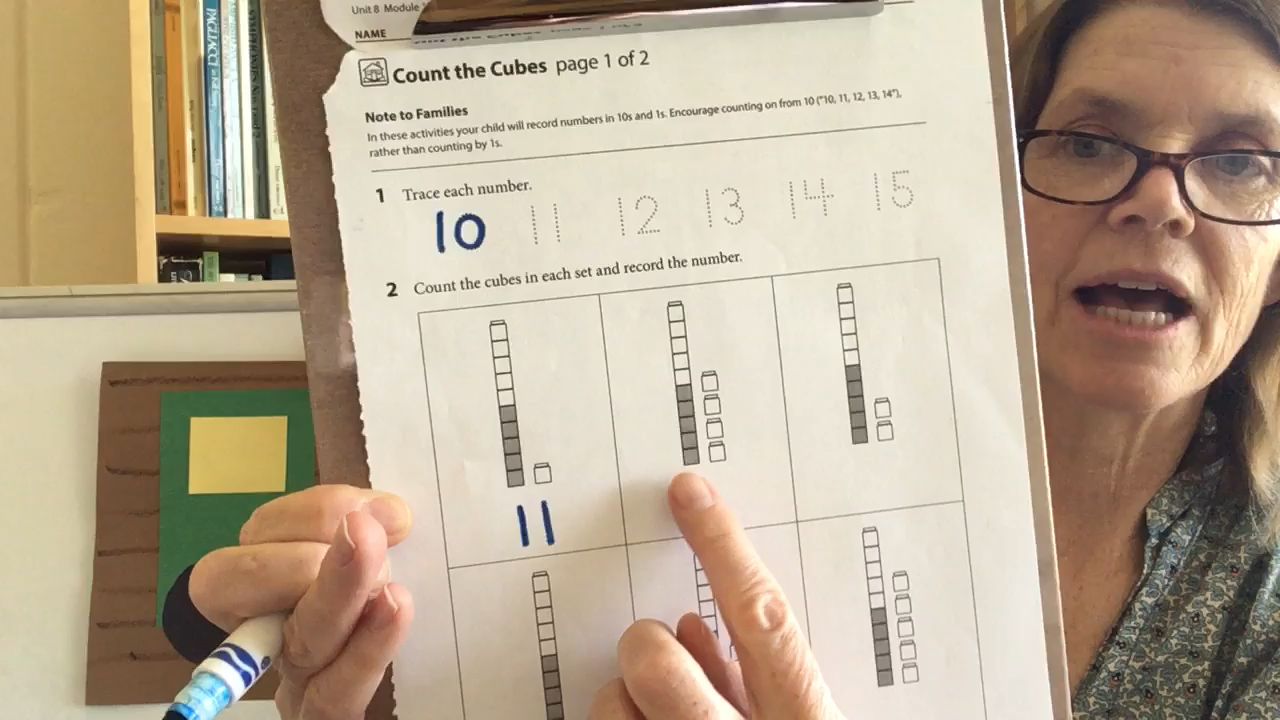 Unit 8 Module
NAME
Count the Cubes page 1 of 2
Note to Families
In these activities your child will record numbers in 10s and 1s. Encourage counting on from 10 ("10, 11, 12, 13, 14"),
rather than counting by 1s.
1 Trace each number.
10 11 12 13 14 15
2 Count the cubes in each set and record the number.
11
PAGLIACCI